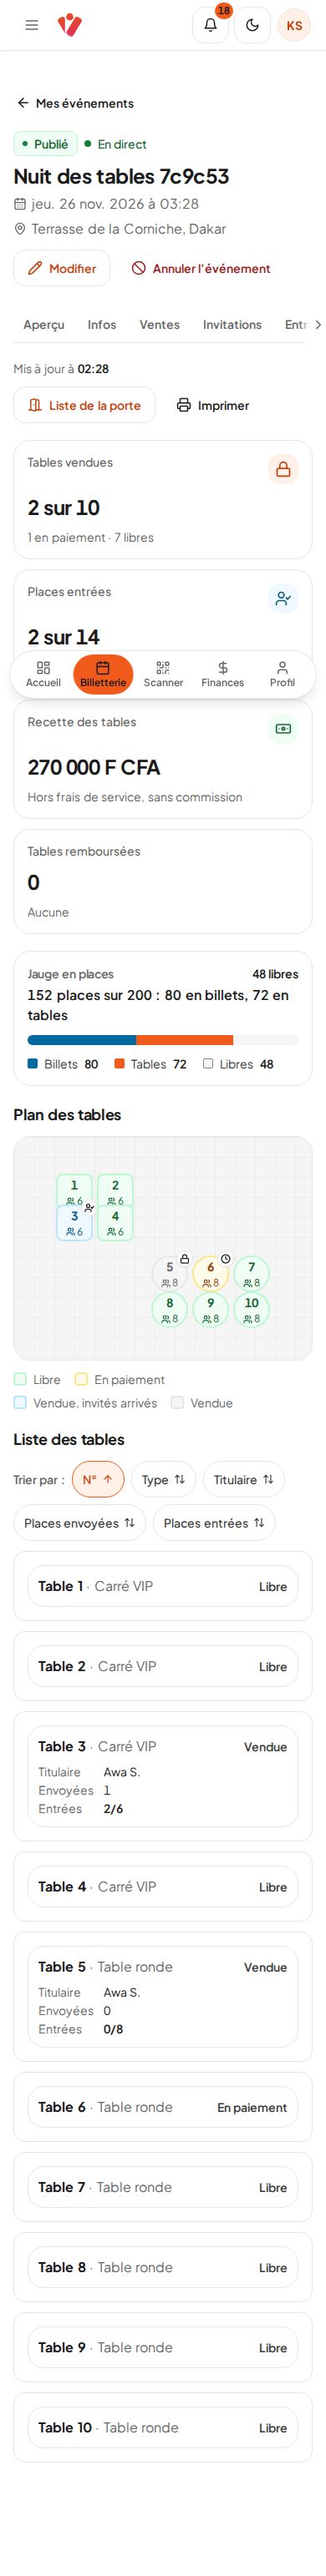 18
KS
Mes événements
Publié
En direct
Nuit des tables 7c9c53
jeu. 26 nov. 2026 à 03:28
Terrasse de la Corniche, Dakar
Modifier
Annuler l'événement
Aperçu Infos Ventes Invitations Entr
Mis à jour à 02:28
Liste de la porte
Imprimer
Tables vendues
2 sur 10
1 en paiement · 7 libres
Places entrées
2 sur 14
Accueil Billetterie Scanner Finances Profil
Recette des tables
270 000 F CFA
Hors frais de service, sans commission
Tables remboursées
0
Aucune
Jauge en places 48 libres
152 places sur 200 : 80 en billets, 72 en
tables
Billets 80 Tables 72 Libres 48
Plan des tables
1 2
6 6
3 4
6 6
5 6 7
8 8 8
8 9 10
8 8 8
Libre En paiement
Vendue, invités arrivés Vendue
Liste des tables
Trier par : N° Type Titulaire
Places envoyées Places entrées
Table 1 · Carré VIP Libre
Table 2 · Carré VIP Libre
Table 3 · Carré VIP Vendue
Titulaire Awa S.
Envoyées 1
Entrées 2/6
Table 4 · Carré VIP Libre
Table 5 · Table ronde Vendue
Titulaire Awa S.
Envoyées 0
Entrées 0/8
Table 6 · Table ronde En paiement
Table 7 · Table ronde Libre
Table 8 · Table ronde Libre
Table 9 · Table ronde Libre
Table 10 · Table ronde Libre